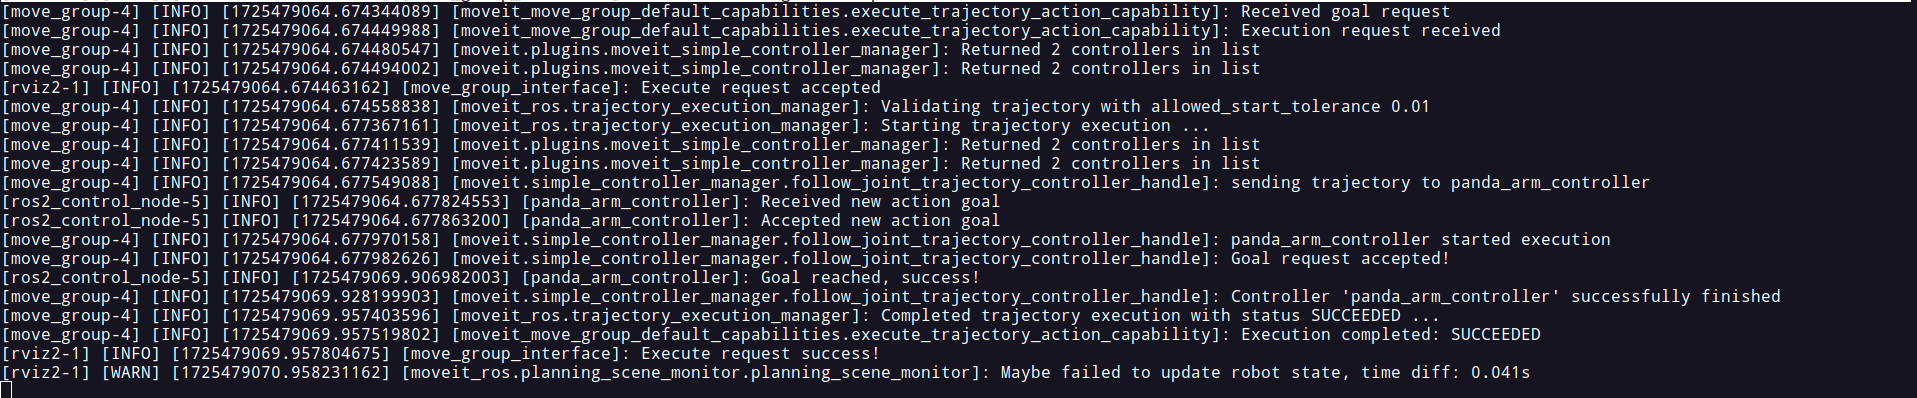 [move_group-4] [INFO] [1725479064.674344089] [moveit_move_group_default_capabilities.execute_trajectory_action_capability]: Received goal request
[move_group-4] [INFO] [1725479064.674449988] [moveit_move_group_default_capabilities.execute_trajectory_action_capability]: Execution request received
[move_group-4] [INFO] [1725479064.674480547] [moveit.plugins.moveit_simple_controller_manager]: Returned 2 controllers in list
[move_group-4] [INFO] [1725479064.674494002] [moveit.plugins.moveit_simple_controller_manager]: Returned 2 controllers in list
[rviz2-1] [INFO] [1725479064.674463162] [move_group_interface]: Execute request accepted
[move_group-4] [INFO] [1725479064.674558838] [moveit_ros.trajectory_execution_manager]: Validating trajectory with allowed_start_tolerance 0.01
[move_group-4] [INFO] [1725479064.677367161] [moveit_ros.trajectory_execution_manager]: Starting trajectory execution ...
[move_group-4] [INFO] [1725479064.677411539] [moveit.plugins.moveit_simple_controller_manager]: Returned 2 controllers in list
[move_group-4] [INFO] [1725479064.677423589] [moveit.plugins.moveit_simple_controller_manager]: Returned 2 controllers in list
[move_group-4] [INFO] [1725479064.677549088] [moveit.simple_controller_manager.follow_joint_trajectory_controller_handle]: sending trajectory to panda_arm_controller
[ros2_control_node-5] [INFO] [1725479064.677824553] [panda_arm_controller]: Received new action goal
[ros2_control_node-5] [INFO] [1725479064.677863200] [panda_arm_controller]: Accepted new action goal
[move_group-4] [INFO] [1725479064.677970158] [moveit.simple_controller_manager.follow_joint_trajectory_controller_handle]: panda_arm_controller started execution
[move_group-4] [INFO] [1725479064.677982626] [moveit.simple_controller_manager.follow_joint_trajectory_controller_handle]: Goal request accepted!
[ros2_control_node-5] [INFO] [1725479069.906982003] [panda_arm_controller]: Goal reached, success!
[move_group-4] [INFO] [1725479069.928199903] [moveit.simple_controller_manager.follow_joint_trajectory_controller_handle]: Controller 'panda_arm_controller' successfully finished
[move_group-4] [INFO] [1725479069.957403596] [moveit_ros.trajectory_execution_manager]: Completed trajectory execution with status SUCCEEDED ...
[move_group-4] [INFO] [1725479069.957519802] [moveit_move_group_default_capabilities.execute_trajectory_action_capability]: Execution completed: SUCCEEDED
[rviz2-1] [INFO] [1725479069.957804675] [move_group_interface]: Execute request success!
[rviz2-1] [WARN] [1725479070.958231162] [moveit_ros.planning_scene_monitor.planning_scene_monitor]: Maybe failed to update robot state, time diff: 0.041s